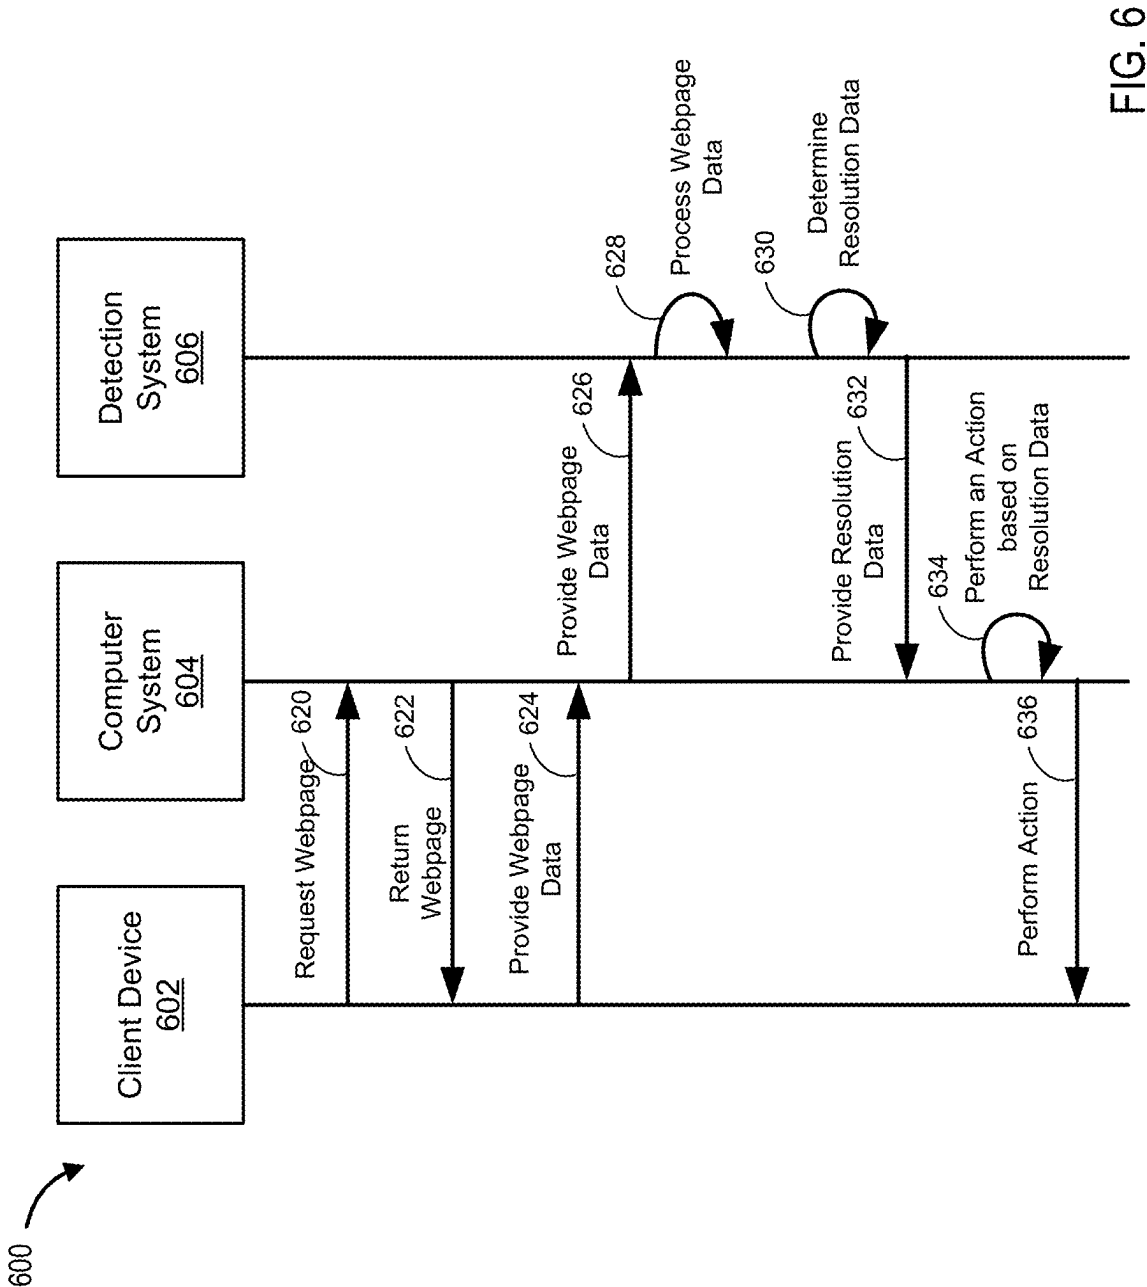 600
Client Device
602
Computer
System
604
Detection
System
606
Request Webpage
620
Return
Webpage
622
Provide Webpage
Data
624
Provide Webpage
Data
626
628
Process Webpage
Data
630
Determine
Resolution Data
Provide Resolution
Data
632
634
Perform an Action
based on
Resolution Data
Perform Action
636
FIG. 6